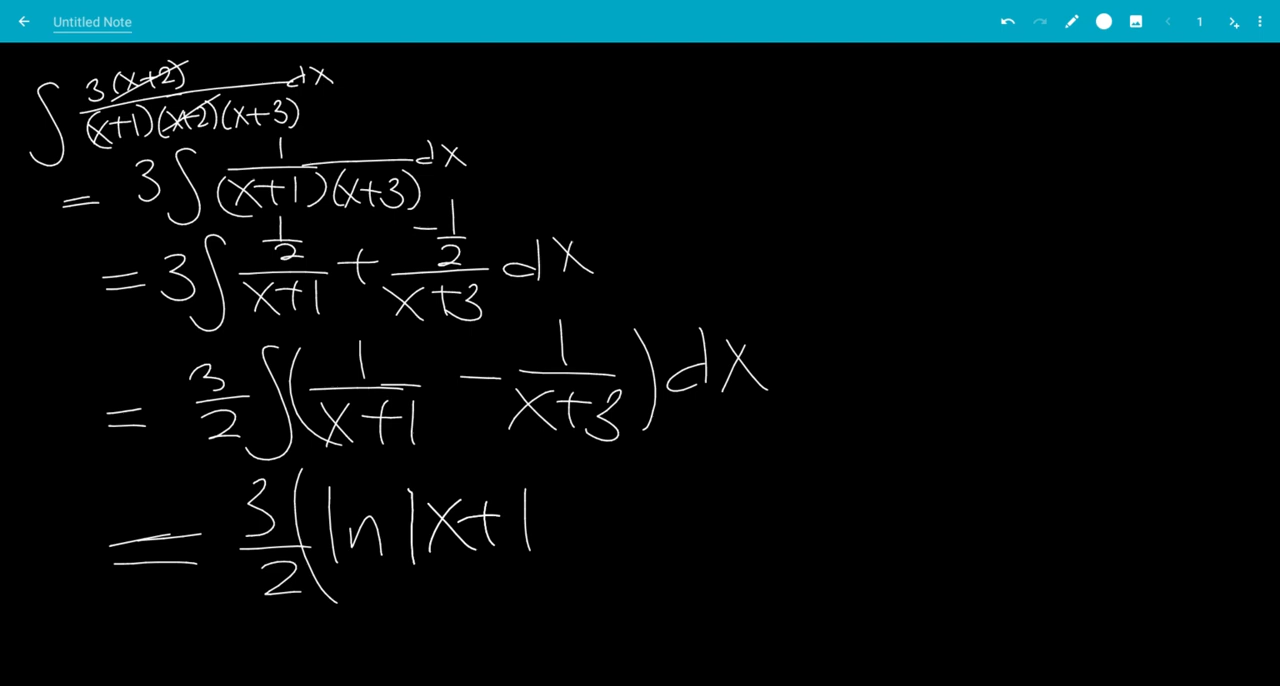 Untitled Note
1
∫ 3(x+2)/((x+1)(x+2)(x+3)) dx
= 3∫ 1/((x+1)(x+3)) dx
= 3∫ (1/2)/(x+1) + (-1/2)/(x+3) dx
= 3/2 ∫(1/(x+1) - 1/(x+3)) dx
= 3/2 (ln|x+1